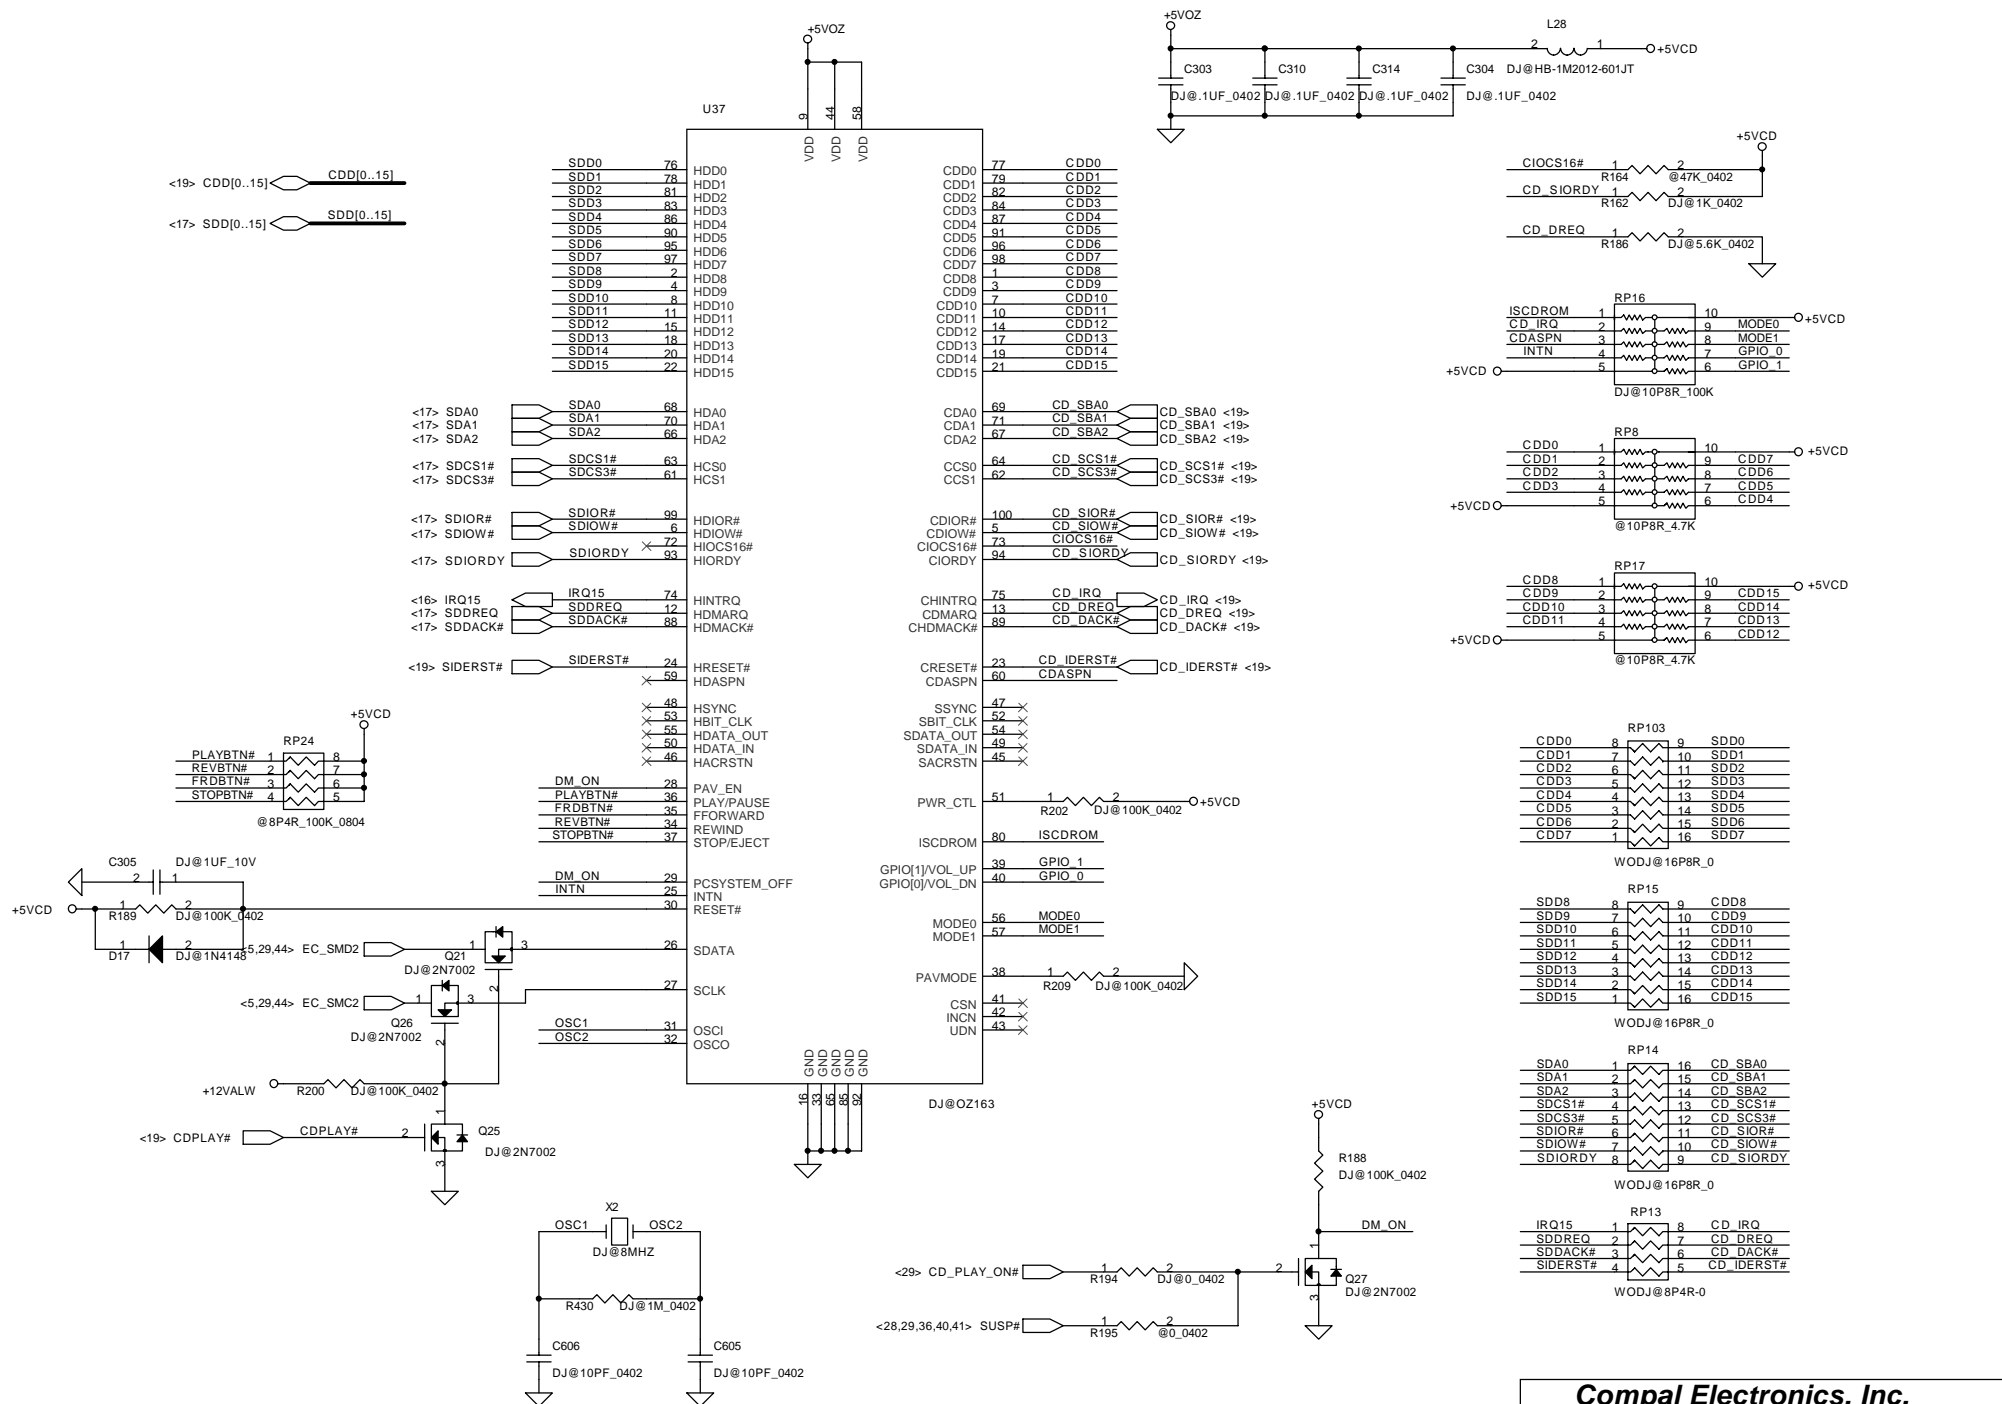 +5VOZ
U37
9 44 58
VDD VDD VDD
+5VOZ
L28
2 1 +5VCD
DJ@HB-1M2012-601JT
C303 C310 C314 C304
DJ@.1UF_0402 DJ@.1UF_0402 DJ@.1UF_0402 DJ@.1UF_0402
<19> CDD[0..15] CDD[0..15]
<17> SDD[0..15] SDD[0..15]
SDD0 76 HDD0 CDD0 77 CDD0
SDD1 78 HDD1 CDD1 79 CDD1
SDD2 81 HDD2 CDD2 82 CDD2
SDD3 83 HDD3 CDD3 84 CDD3
SDD4 86 HDD4 CDD4 87 CDD4
SDD5 90 HDD5 CDD5 91 CDD5
SDD6 95 HDD6 CDD6 96 CDD6
SDD7 97 HDD7 CDD7 98 CDD7
SDD8 2 HDD8 CDD8 1 CDD8
SDD9 4 HDD9 CDD9 3 CDD9
SDD10 8 HDD10 CDD10 7 CDD10
SDD11 11 HDD11 CDD11 10 CDD11
SDD12 15 HDD12 CDD12 14 CDD12
SDD13 18 HDD13 CDD13 17 CDD13
SDD14 20 HDD14 CDD14 19 CDD14
SDD15 22 HDD15 CDD15 21 CDD15
<17> SDA0 SDA0 68 HDA0 CDA0 69 CD_SBA0 CD_SBA0 <19>
<17> SDA1 SDA1 70 HDA1 CDA1 71 CD_SBA1 CD_SBA1 <19>
<17> SDA2 SDA2 66 HDA2 CDA2 67 CD_SBA2 CD_SBA2 <19>
<17> SDCS1# SDCS1# 63 HCS0 CCS0 64 CD_SCS1# CD_SCS1# <19>
<17> SDCS3# SDCS3# 61 HCS1 CCS1 62 CD_SCS3# CD_SCS3# <19>
<17> SDIOR# SDIOR# 99 HDIOR# CDIOR# 100 CD_SIOR# CD_SIOR# <19>
<17> SDIOW# SDIOW# 6 HDIOW# CDIOW# 5 CD_SIOW# CD_SIOW# <19>
72 HIOCS16# CIOCS16# 73 CIOCS16#
<17> SDIORDY SDIORDY 93 HIORDY CIORDY 94 CD_SIORDY CD_SIORDY <19>
<16> IRQ15 IRQ15 74 HINTRQ CHINTRQ 75 CD_IRQ CD_IRQ <19>
<17> SDDREQ SDDREQ 12 HDMARQ CDMARQ 13 CD_DREQ CD_DREQ <19>
<17> SDDACK# SDDACK# 88 HDMACK# CHDMACK# 89 CD_DACK# CD_DACK# <19>
<19> SIDERST# SIDERST# 24 HRESET# CRESET# 23 CD_IDERST# CD_IDERST# <19>
59 HDASPN CDASPN 60 CDASPN
48 HSYNC SSYNC 47
53 HBIT_CLK SBIT_CLK 52
55 HDATA_OUT SDATA_OUT 54
50 HDATA_IN SDATA_IN 49
46 HACRSTN SACRSTN 45
DM_ON 28 PAV_EN
PLAYBTN# 36 PLAY/PAUSE PWR_CTL 51 1 R202 2 DJ@100K_0402 +5VCD
FRDBTN# 35 FFORWARD
REVBTN# 34 REWIND
STOPBTN# 37 STOP/EJECT ISCDROM 80 ISCDROM
GPIO[1]/VOL_UP 39 GPIO_1
DM_ON 29 PCSYSTEM_OFF GPIO[0]/VOL_DN 40 GPIO_0
INTN 25 INTN
30 RESET#
MODE0 56 MODE0
MODE1 57 MODE1
26 SDATA
PAVMODE 38 1 R209 2 DJ@100K_0402
27 SCLK
CSN 41
INCN 42
UDN 43
OSC1 31 OSCI
OSC2 32 OSCO
GND GND GND GND GND
16 33 65 85 92
DJ@OZ163
+5VCD
RP24
PLAYBTN# 1 8
REVBTN# 2 7
FRDBTN# 3 6
STOPBTN# 4 5
@8P4R_100K_0804
C305 DJ@1UF_10V
2 1
+5VCD 1 2
R189 DJ@100K_0402
1 2
D17 DJ@1N4148
<5,29,44> EC_SMD2 1 3
Q21 2
DJ@2N7002
<5,29,44> EC_SMC2 1 3
Q26 2
DJ@2N7002
+12VALW R200 DJ@100K_0402
<19> CDPLAY# CDPLAY# 2 1 3 Q25
DJ@2N7002
X2
OSC1 OSC2
DJ@8MHZ
R430 DJ@1M_0402
C606 C605
DJ@10PF_0402 DJ@10PF_0402
+5VCD
R188
DJ@100K_0402
DM_ON
<29> CD_PLAY_ON# 1 2 2 1 3
R194 DJ@0_0402 Q27
DJ@2N7002
<28,29,36,40,41> SUSP# 1 2
R195 @0_0402
+5VCD
CIOCS16# 1 2
R164 @47K_0402
CD_SIORDY 1 2
R162 DJ@1K_0402
CD_DREQ 1 2
R186 DJ@5.6K_0402
RP16
ISCDROM 1 10 +5VCD
CD_IRQ 2 9 MODE0
CDASPN 3 8 MODE1
INTN 4 7 GPIO_0
+5VCD 5 6 GPIO_1
DJ@10P8R_100K
RP8
CDD0 1 10 +5VCD
CDD1 2 9 CDD7
CDD2 3 8 CDD6
CDD3 4 7 CDD5
+5VCD 5 6 CDD4
@10P8R_4.7K
RP17
CDD8 1 10 +5VCD
CDD9 2 9 CDD15
CDD10 3 8 CDD14
CDD11 4 7 CDD13
+5VCD 5 6 CDD12
@10P8R_4.7K
RP103
CDD0 8 9 SDD0
CDD1 7 10 SDD1
CDD2 6 11 SDD2
CDD3 5 12 SDD3
CDD4 4 13 SDD4
CDD5 3 14 SDD5
CDD6 2 15 SDD6
CDD7 1 16 SDD7
WODJ@16P8R_0
RP15
SDD8 8 9 CDD8
SDD9 7 10 CDD9
SDD10 6 11 CDD10
SDD11 5 12 CDD11
SDD12 4 13 CDD12
SDD13 3 14 CDD13
SDD14 2 15 CDD14
SDD15 1 16 CDD15
WODJ@16P8R_0
RP14
SDA0 1 16 CD_SBA0
SDA1 2 15 CD_SBA1
SDA2 3 14 CD_SBA2
SDCS1# 4 13 CD_SCS1#
SDCS3# 5 12 CD_SCS3#
SDIOR# 6 11 CD_SIOR#
SDIOW# 7 10 CD_SIOW#
SDIORDY 8 9 CD_SIORDY
WODJ@16P8R_0
RP13
IRQ15 1 8 CD_IRQ
SDDREQ 2 7 CD_DREQ
SDDACK# 3 6 CD_DACK#
SIDERST# 4 5 CD_IDERST#
WODJ@8P4R-0
Compal Electronics, Inc.